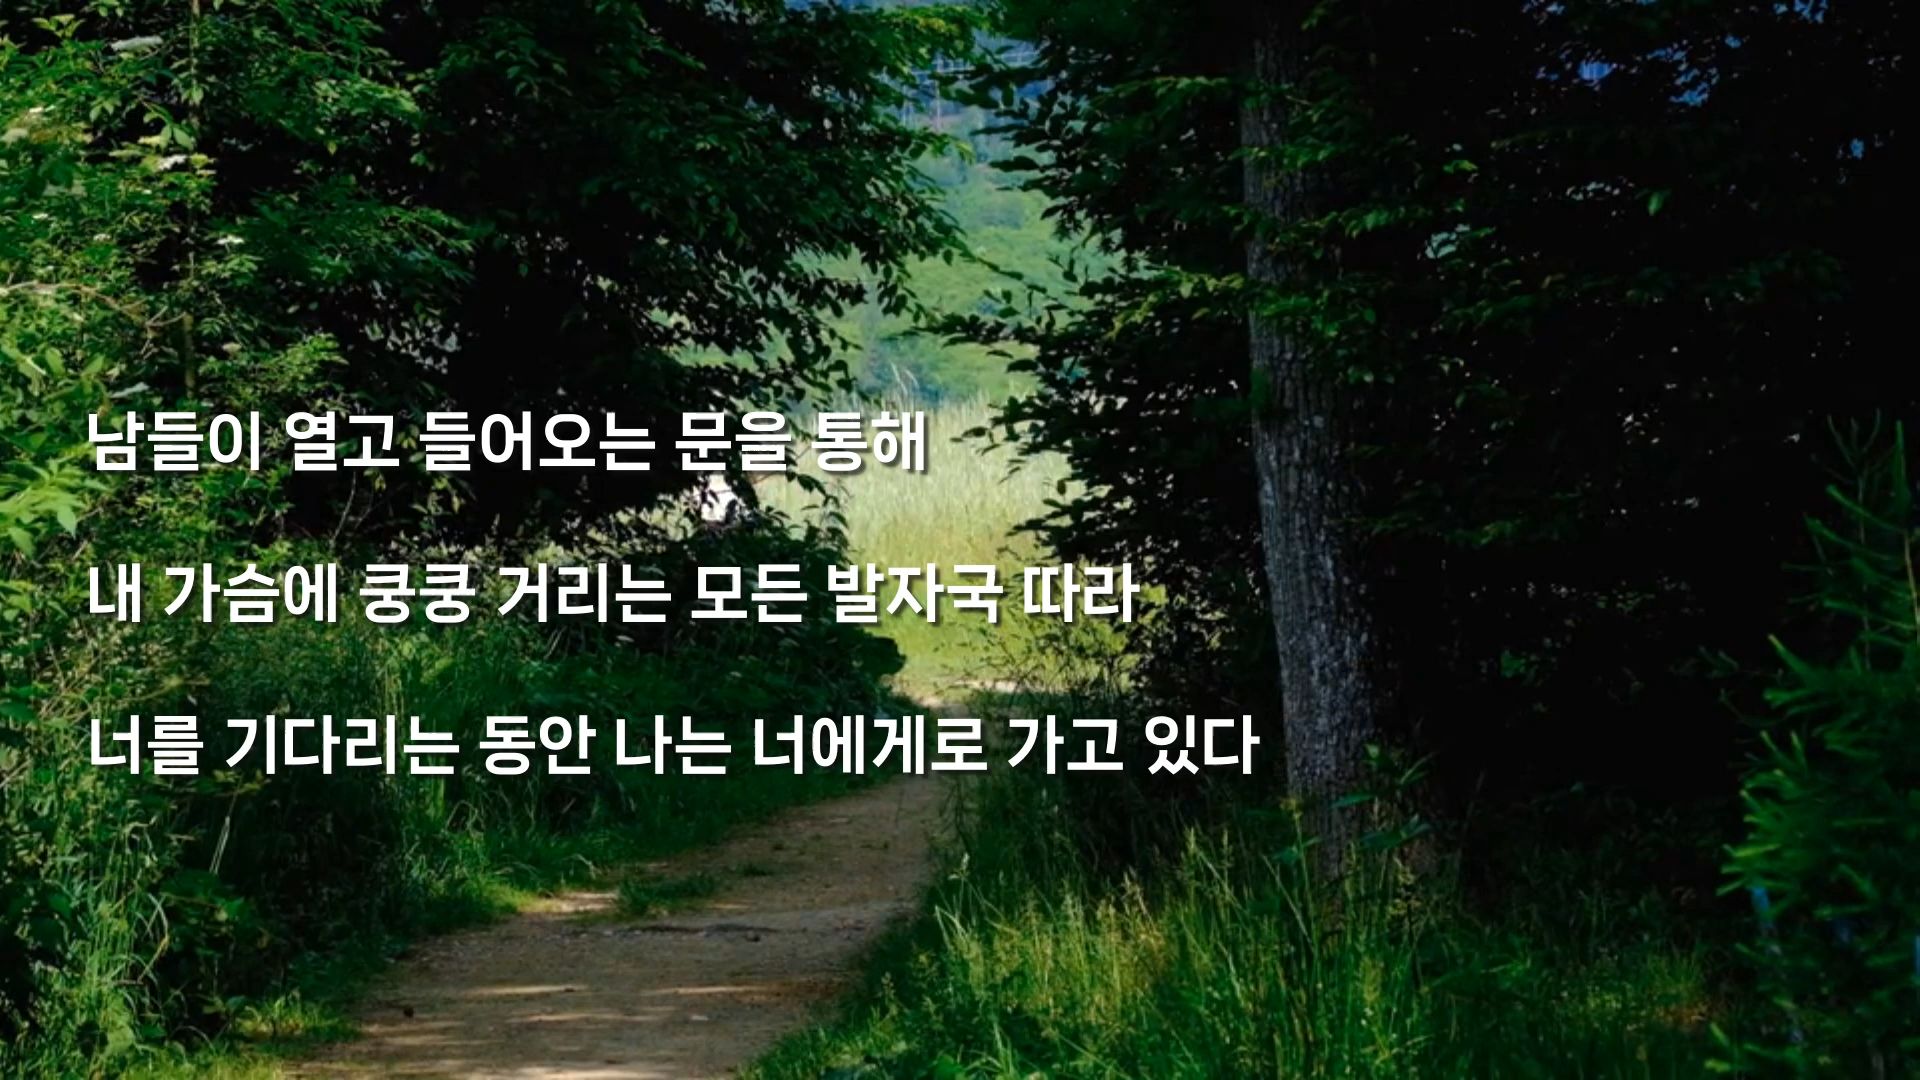 남들이 열고 들어오는 문을 통해
내 가슴에 쿵쿵 거리는 모든 발자국 따라
너를 기다리는 동안 나는 너에게로 가고 있다